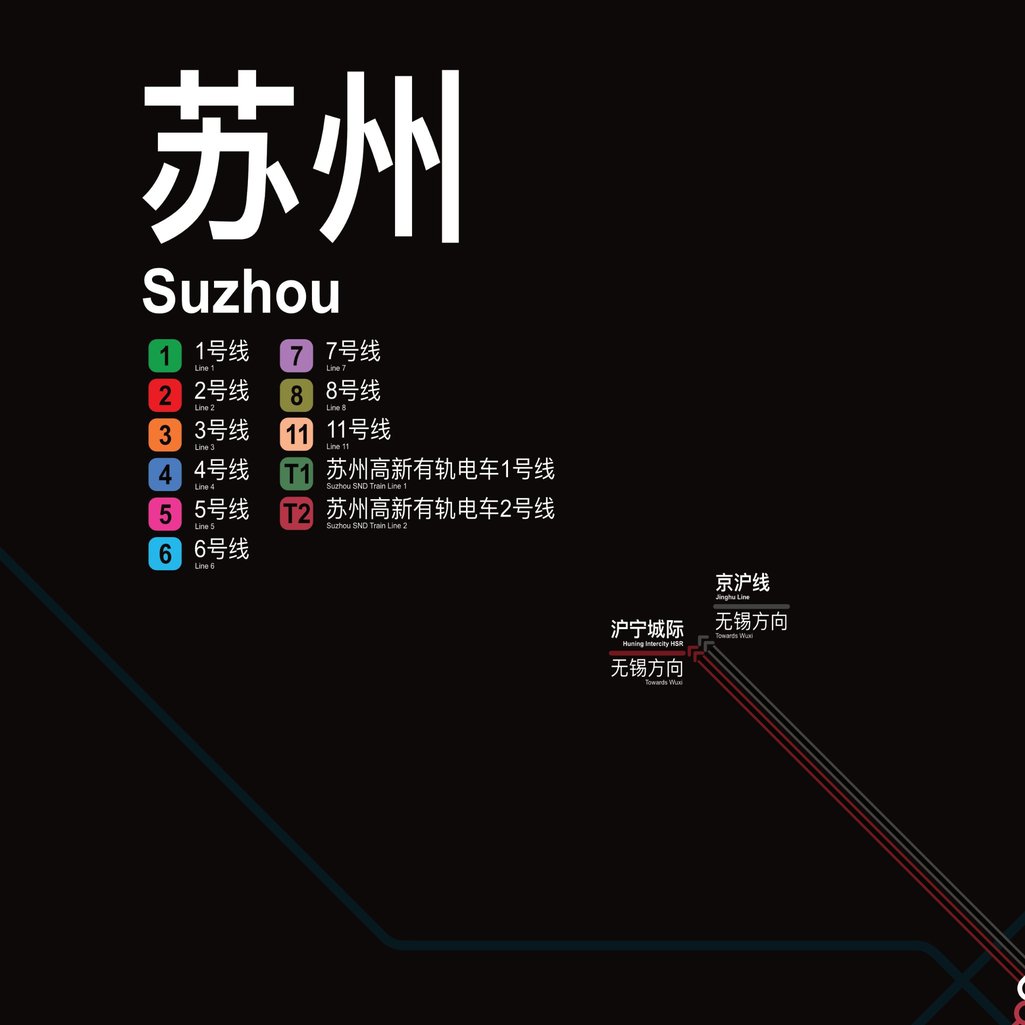 苏州
Suzhou
1 1号线
Line 1
2 2号线
Line 2
3 3号线
Line 3
4 4号线
Line 4
5 5号线
Line 5
6 6号线
Line 6
7 7号线
Line 7
8 8号线
Line 8
11 11号线
Line 11
T1 苏州高新有轨电车1号线
Suzhou SND Train Line 1
T2 苏州高新有轨电车2号线
Suzhou SND Train Line 2
京沪线
Jinghu Line
无锡方向
Towards Wuxi
沪宁城际
Huning Intercity HSR
无锡方向
Towards Wuxi